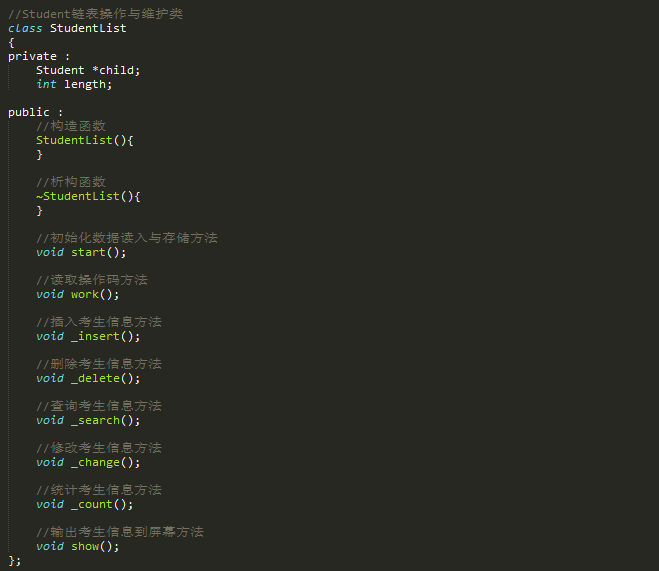 //Student链表操作与维护类
class StudentList
{
private :
    Student *child;
    int length;

public :
    //构造函数
    StudentList(){
    }

    //析构函数
    ~StudentList(){
    }

    //初始化数据读入与存储方法
    void start();

    //读取操作码方法
    void work();

    //插入考生信息方法
    void _insert();

    //删除考生信息方法
    void _delete();

    //查询考生信息方法
    void _search();

    //修改考生信息方法
    void _change();

    //统计考生信息方法
    void _count();

    //输出考生信息到屏幕方法
    void show();
};